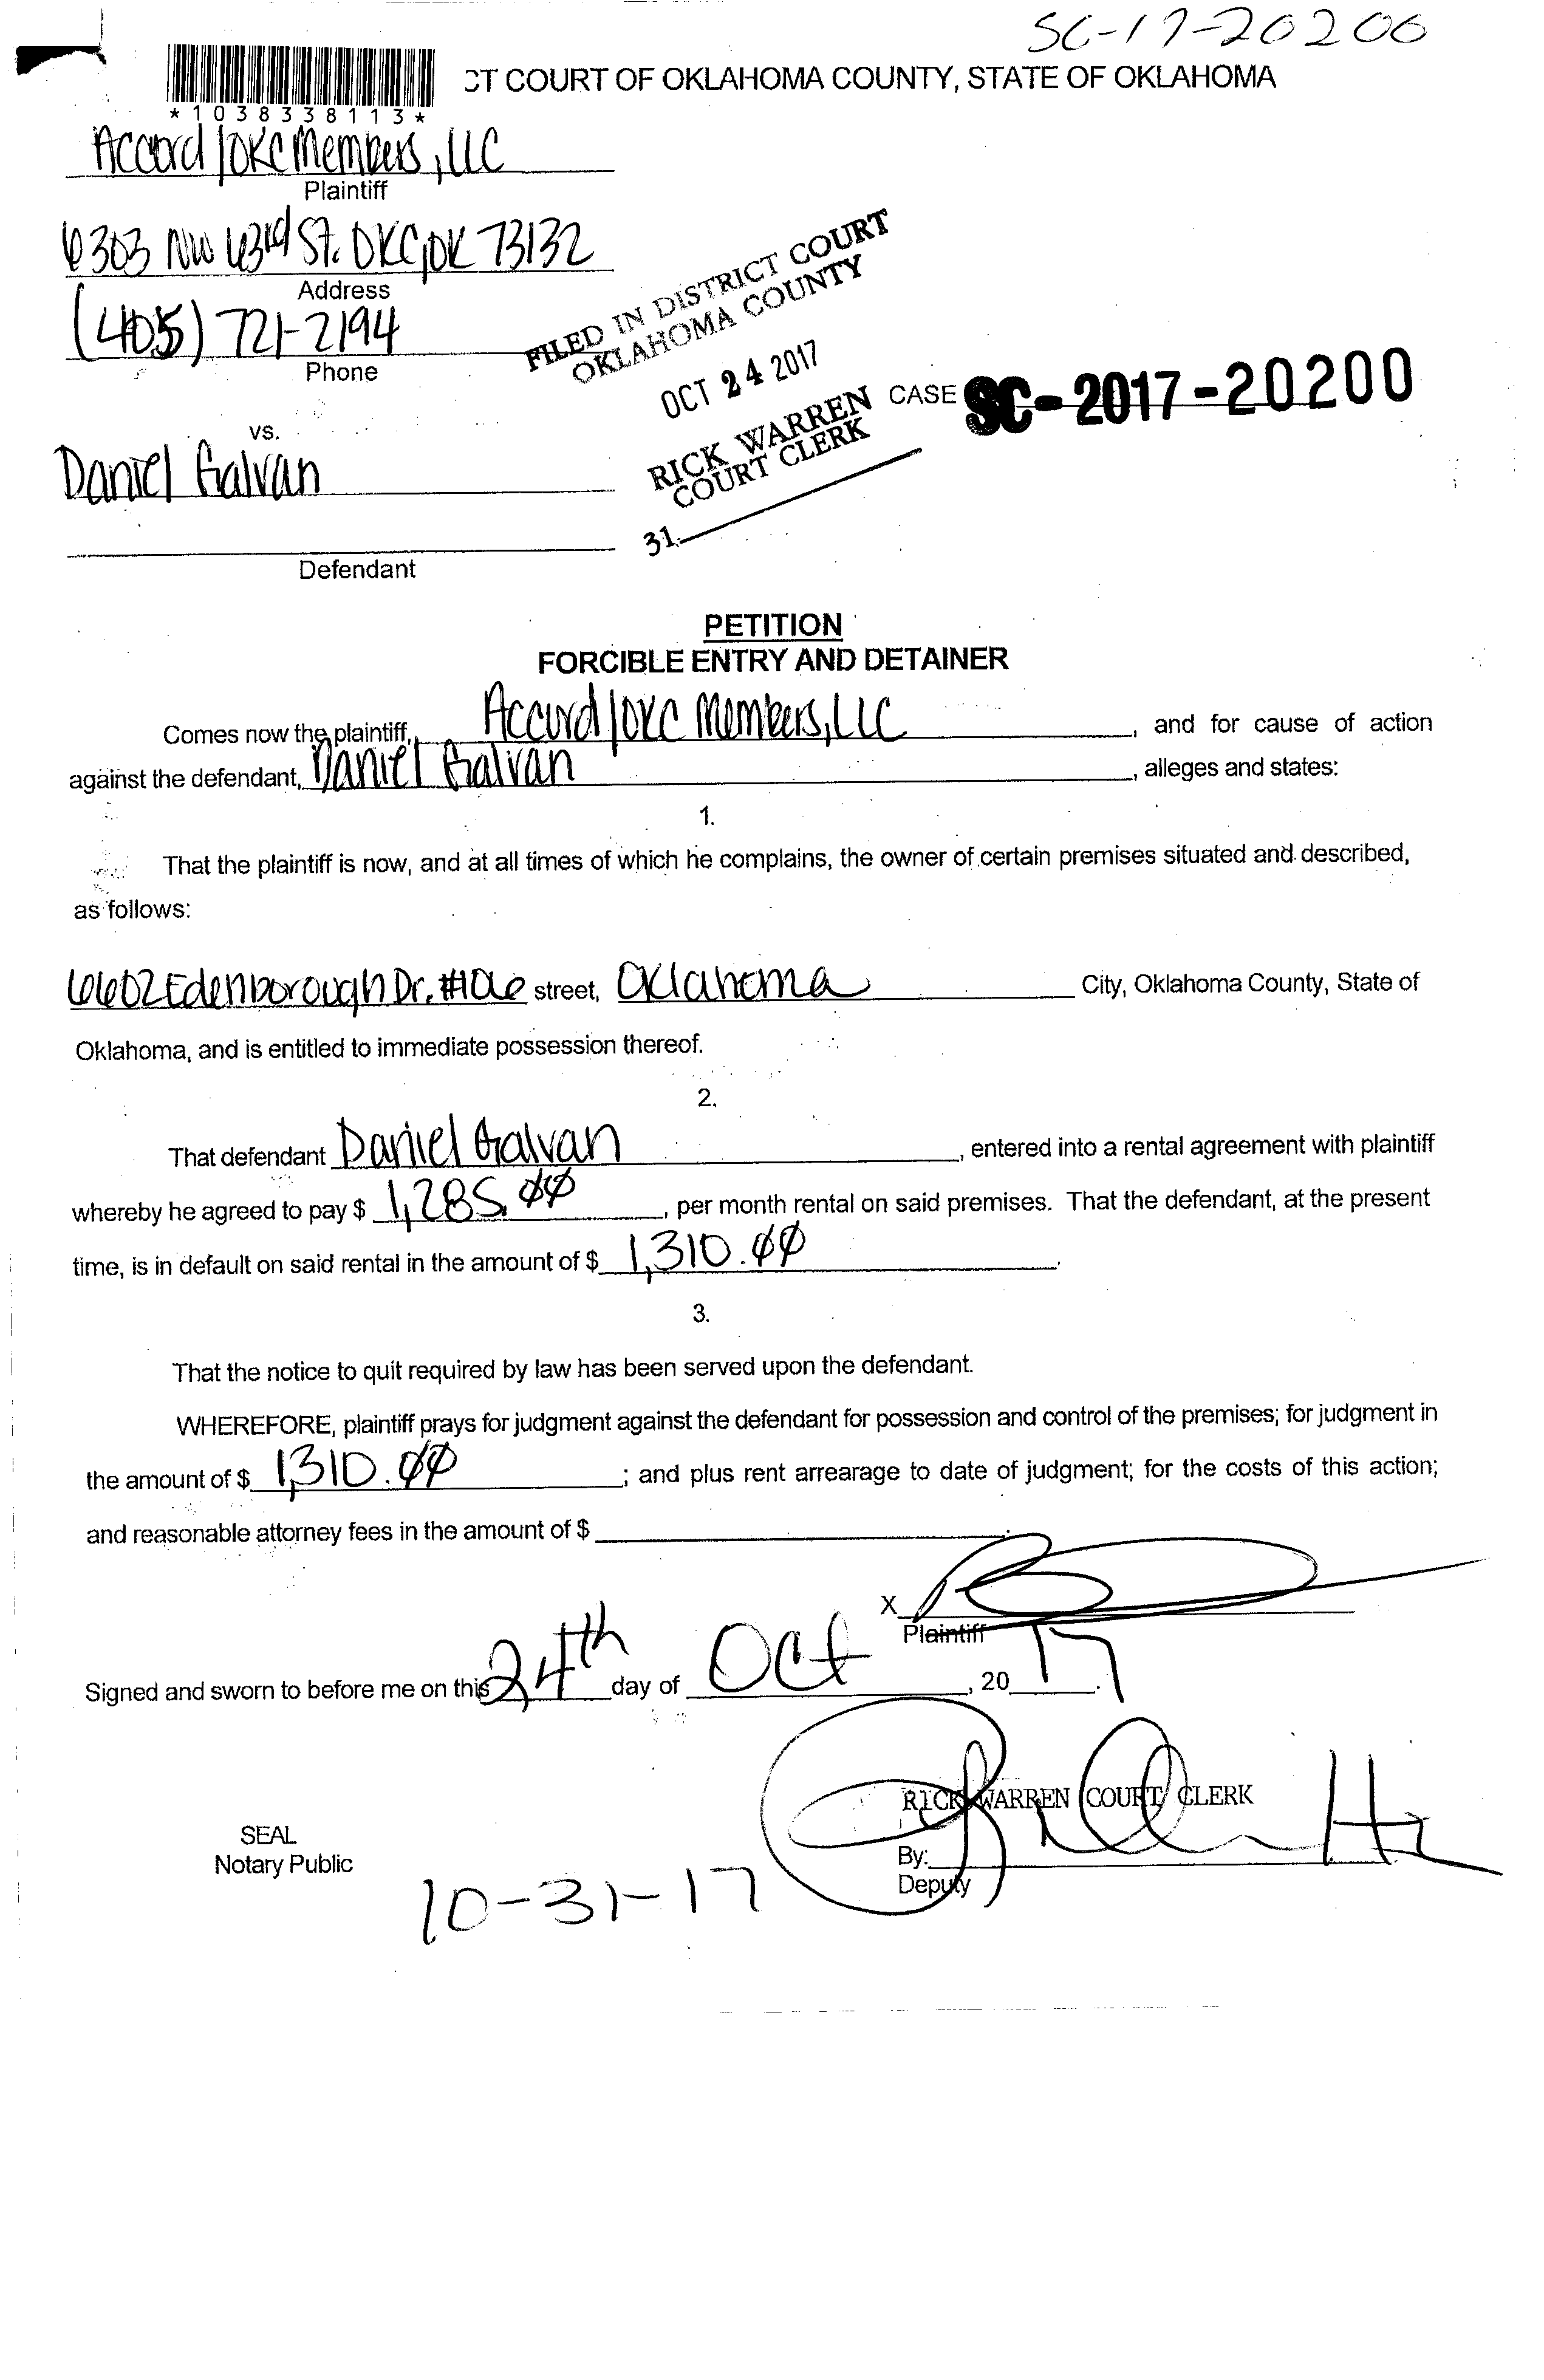 SC-17-20200
CT COURT OF OKLAHOMA COUNTY, STATE OF OKLAHOMA
*1038338113*
Accord/OKC Members, LLC
Plaintiff
6303 NW 63rd St. OKC, OK 73132
Address
(405) 721-2194
Phone
FILED IN DISTRICT COURT
OKLAHOMA COUNTY
OCT 24 2017
RICK WARREN
COURT CLERK
31
CASE SC-2017-20200
vs.
Daniel Galvan
Defendant
PETITION
FORCIBLE ENTRY AND DETAINER
Comes now the plaintiff, Accord/OKC Members, LLC, and for cause of action
against the defendant, Daniel Galvan, alleges and states:
1.
That the plaintiff is now, and at all times of which he complains, the owner of certain premises situated and described,
as follows:
6602 Edenborough Dr. #106 street, Oklahoma City, Oklahoma County, State of
Oklahoma, and is entitled to immediate possession thereof.
2.
That defendant Daniel Galvan, entered into a rental agreement with plaintiff
whereby he agreed to pay $ 1,285.00, per month rental on said premises. That the defendant, at the present
time, is in default on said rental in the amount of $ 1,310.00.
3.
That the notice to quit required by law has been served upon the defendant.
WHEREFORE, plaintiff prays for judgment against the defendant for possession and control of the premises; for judgment in
the amount of $ 1310.00; and plus rent arrearage to date of judgment; for the costs of this action;
and reasonable attorney fees in the amount of $
X
Plaintiff
Signed and sworn to before me on this 24th day of Oct, 2017.
RICK WARREN COURT CLERK
SEAL
Notary Public
By:
Deputy
10-31-17